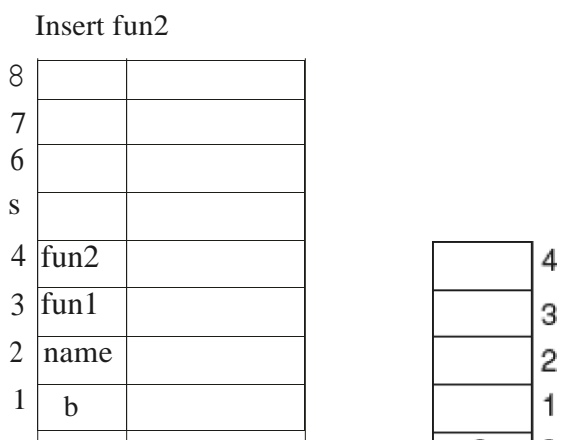 Insert fun2
8
7
6
s
4 fun2 4
3 fun1 3
2 name 2
1 b 1